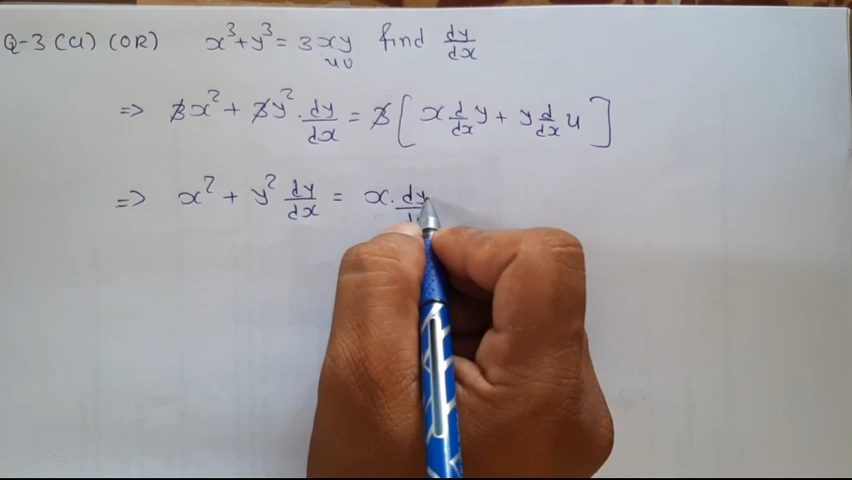 Q-3 (u) (OR) x³+y³ = 3xy find dy/dx
u v
=> 3x² + 3y² · dy/dx = 3 [ x d/dx y + y d/dx u ]
=> x² + y² dy/dx = x · dy/d